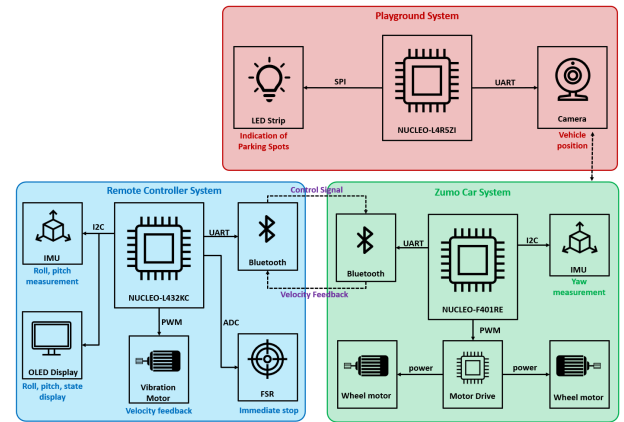 Playground System
SPI
UART
LED Strip
NUCLEO-L4R5ZI
Camera
Indication of
Parking Spots
Vehicle
position
Remote Controller System
Control Signal
Zumo Car System
I2C
UART
IMU
Bluetooth
Roll, pitch
measurement
NUCLEO-L432KC
Velocity Feedback
Bluetooth
UART
NUCLEO-F401RE
I2C
IMU
Yaw
measurement
PWM
ADC
PWM
OLED Display
Roll, pitch, state
display
Vibration
Motor
Velocity feedback
FSR
Immediate stop
Wheel motor
power
Motor Drive
power
Wheel motor